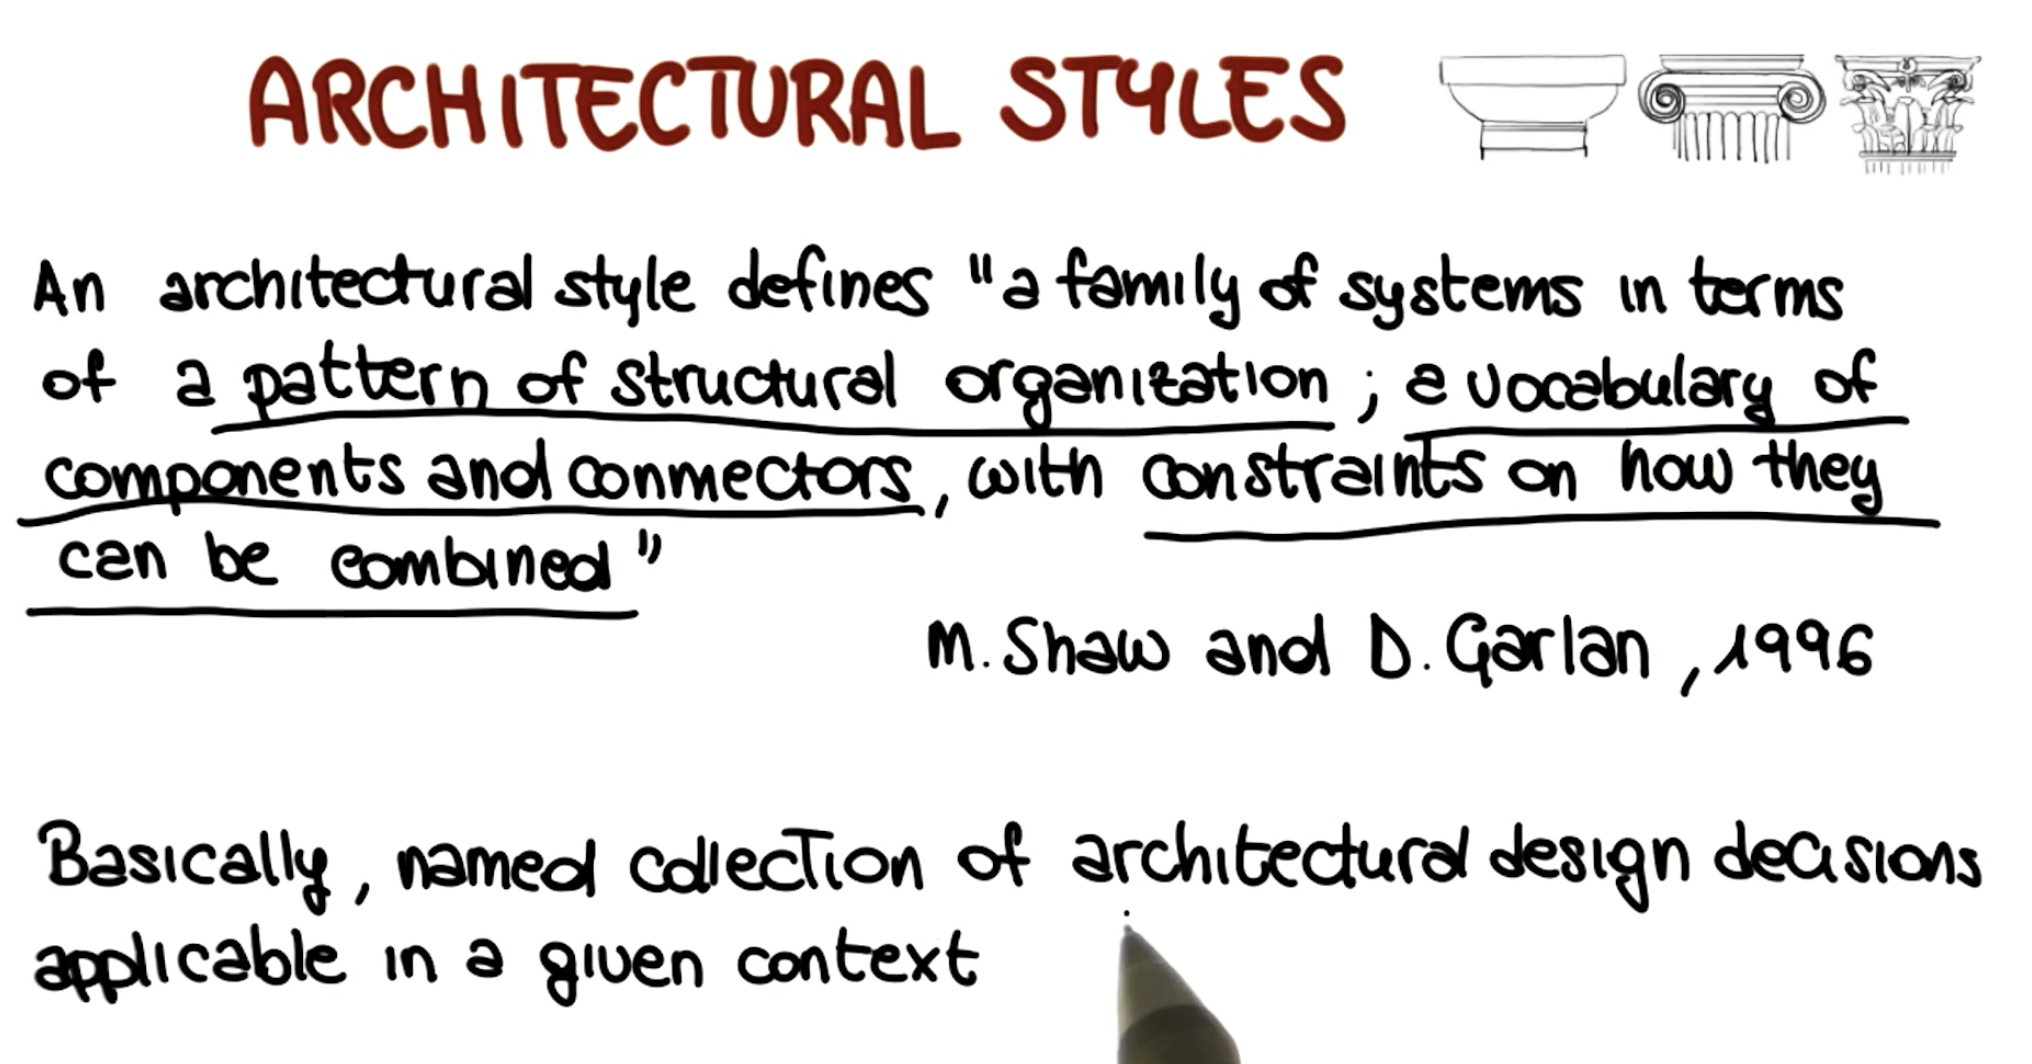 ARCHITECTURAL STYLES
An architectural style defines "a family of systems in terms
of a pattern of structural organization ; a vocabulary of
components and connectors, with constraints on how they
can be combined"
M. Shaw and D. Garlan, 1996
Basically, named collection of architectural design decisions
applicable in a given context